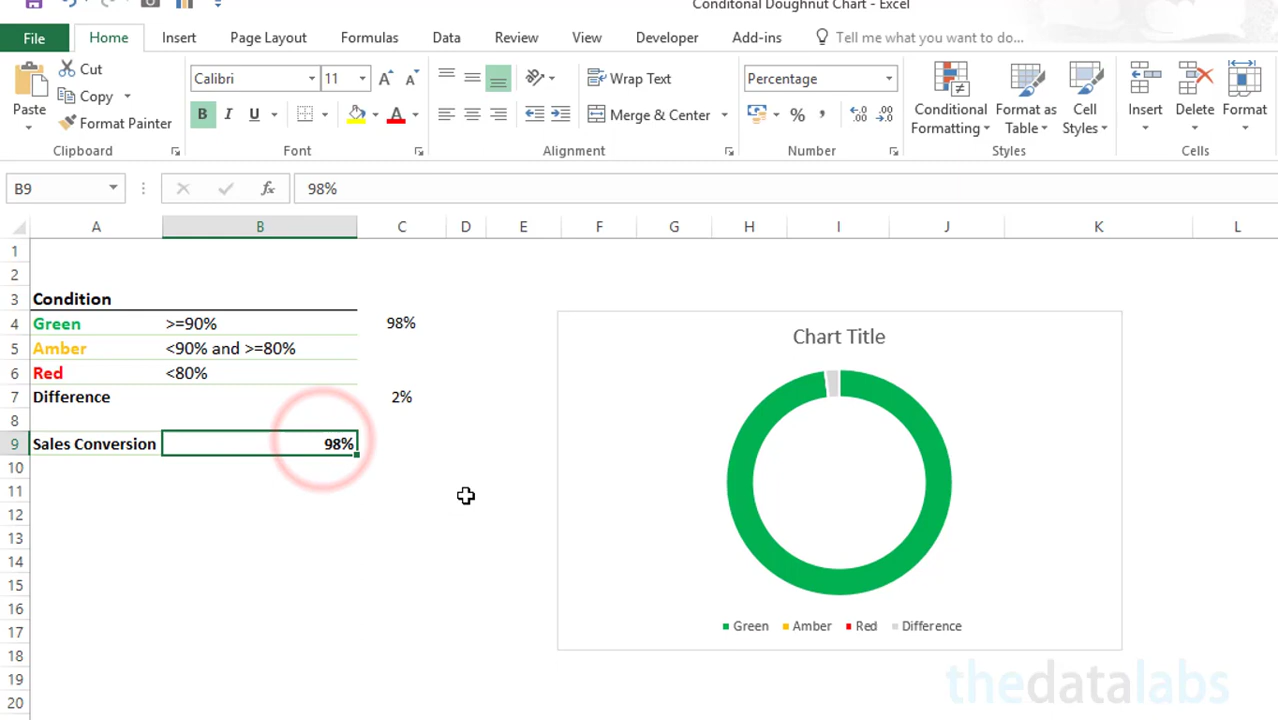 Conditonal Doughnut Chart - Excel
File Home Insert Page Layout Formulas Data Review View Developer Add-ins Tell me what you want to do...
Paste
Cut
Copy
Format Painter
Clipboard
Calibri 11 A A
B I U A
Font
Wrap Text
Merge & Center
Alignment
Percentage
% , .0 .00
Number
Conditional Formatting
Format as Table
Cell Styles
Styles
Insert Delete Format
Cells
B9 fx 98%
A B C D E F G H I J K L
1
2
3 Condition
4 Green >=90% 98%
5 Amber <90% and >=80%
6 Red <80%
7 Difference 2%
8
9 Sales Conversion 98%
10
11
12
13
14
15
16
17
18
19
20
Chart Title
Green Amber Red Difference
thedatalabs